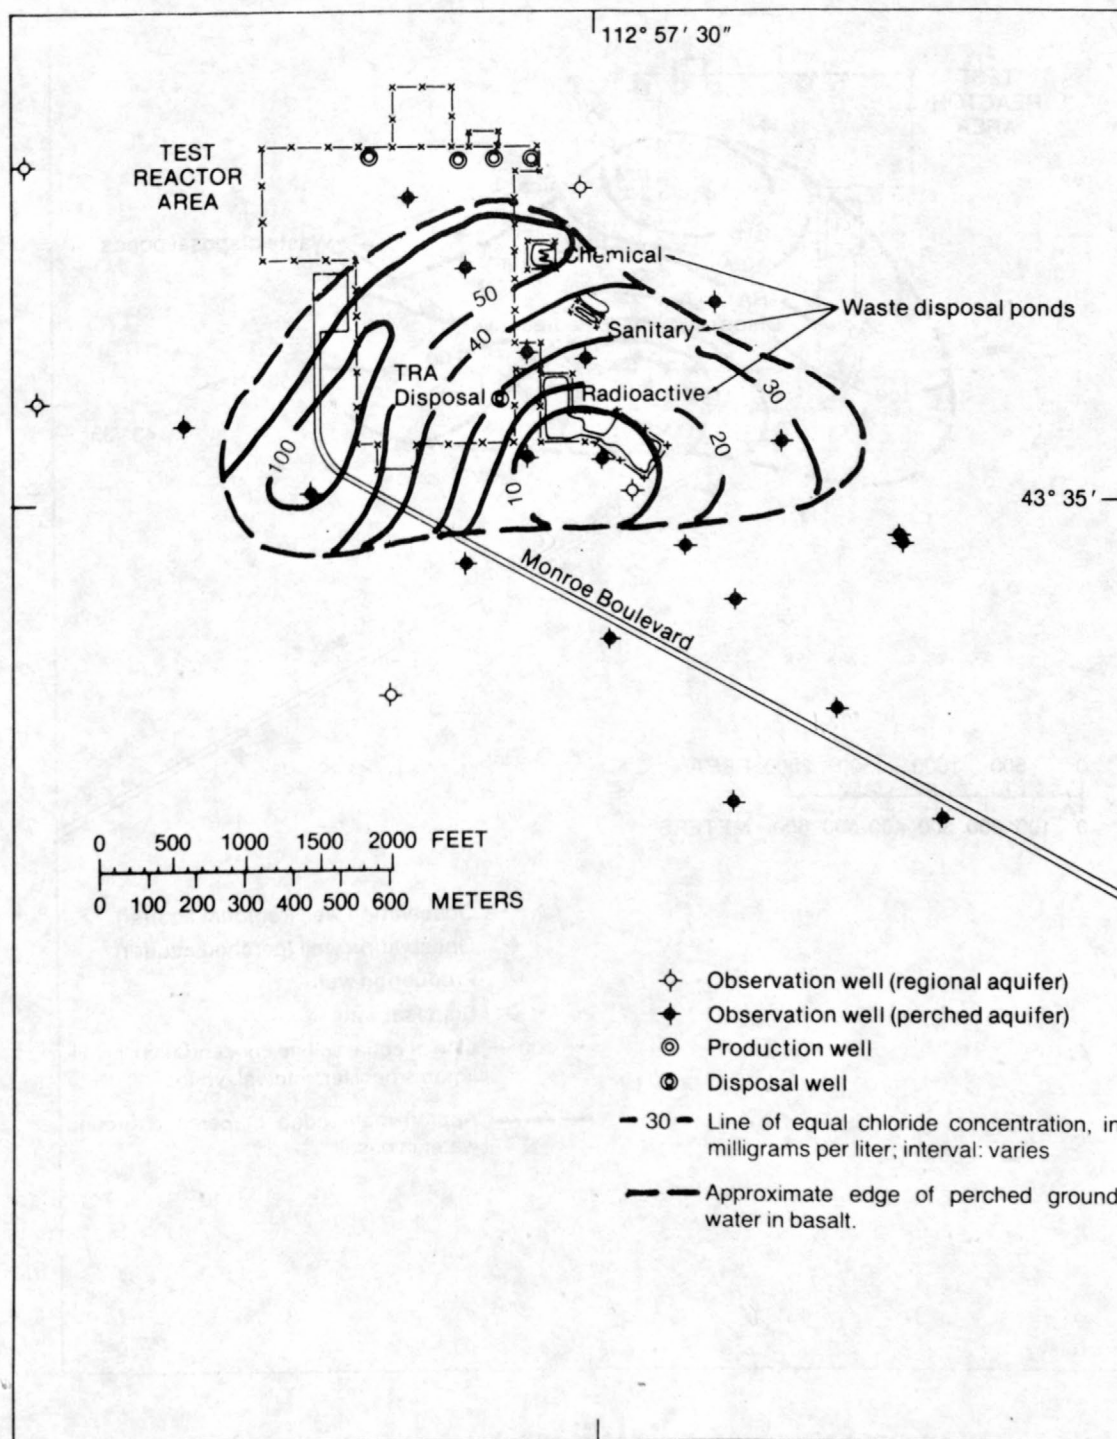 112° 57′ 30″
TEST
REACTOR
AREA
Chemical
50
Waste disposal ponds
Sanitary
40
TRA
Disposal
Radioactive
30
100
20
10
43° 35′
Monroe Boulevard
0 500 1000 1500 2000 FEET
0 100 200 300 400 500 600 METERS
Observation well (regional aquifer)
Observation well (perched aquifer)
Production well
Disposal well
30 Line of equal chloride concentration, in
milligrams per liter; interval: varies
Approximate edge of perched ground
water in basalt.